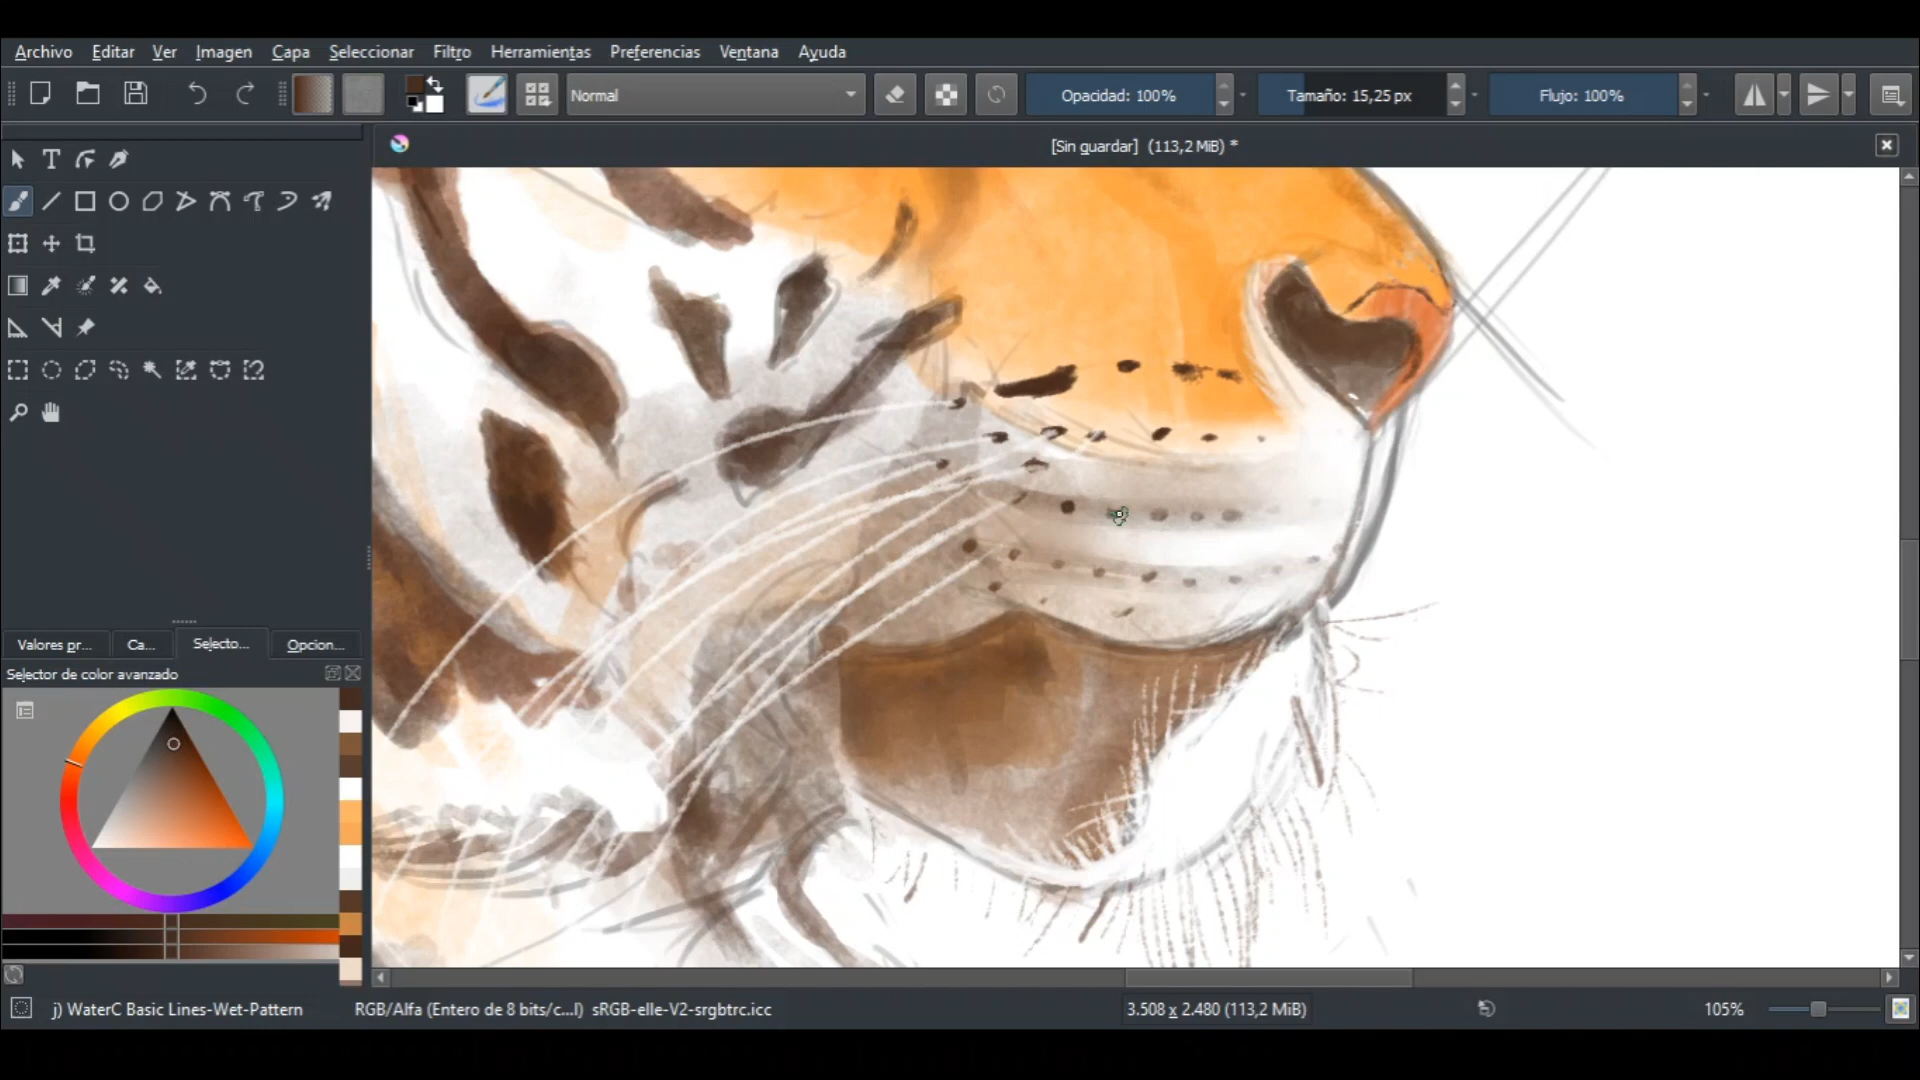 Archivo Editar Ver Imagen Capa Seleccionar Filtro Herramientas Preferencias Ventana Ayuda
Normal Opacidad: 100% Tamaño: 15,25 px Flujo: 100%
[Sin guardar] (113,2 MiB) *
Valores pr... Ca... Selecto... Opcion...
Selector de color avanzado
j) WaterC Basic Lines-Wet-Pattern RGB/Alfa (Entero de 8 bits/c...l) sRGB-elle-V2-srgbtrc.icc 3.508 x 2.480 (113,2 MiB) 105%